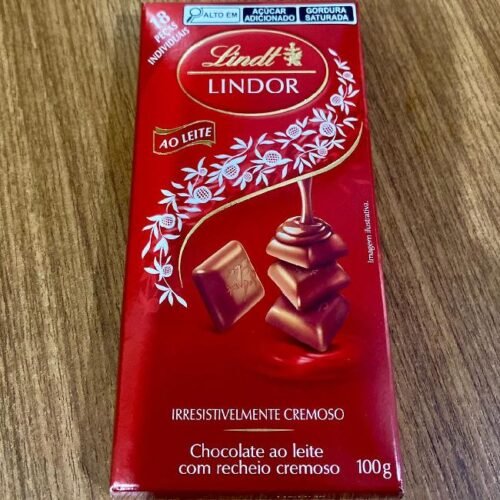 18
PEÇAS
INDIVIDUAIS
ALTO EM
AÇÚCAR
ADICIONADO
GORDURA
SATURADA
Lindt
LINDOR
AO LEITE
Imagem ilustrativa.
IRRESISTIVELMENTE CREMOSO
Chocolate ao leite
com recheio cremoso 100g